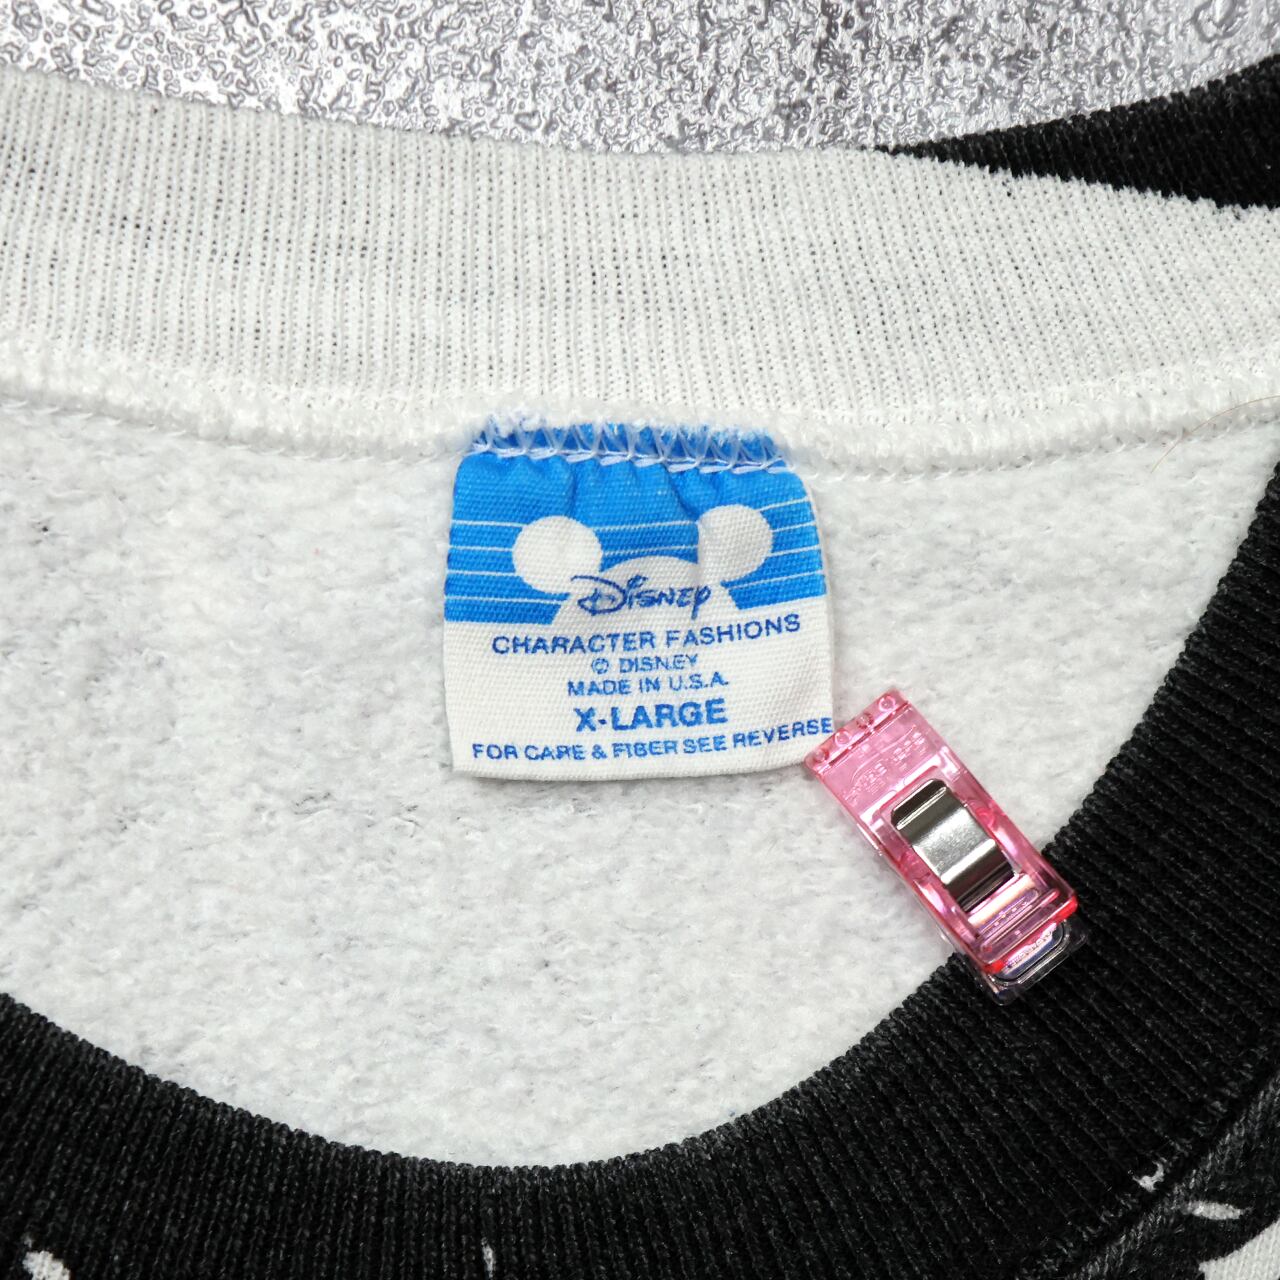 Disney
CHARACTER FASHIONS
© DISNEY
MADE IN U.S.A.
X-LARGE
FOR CARE & FIBER SEE REVERSE